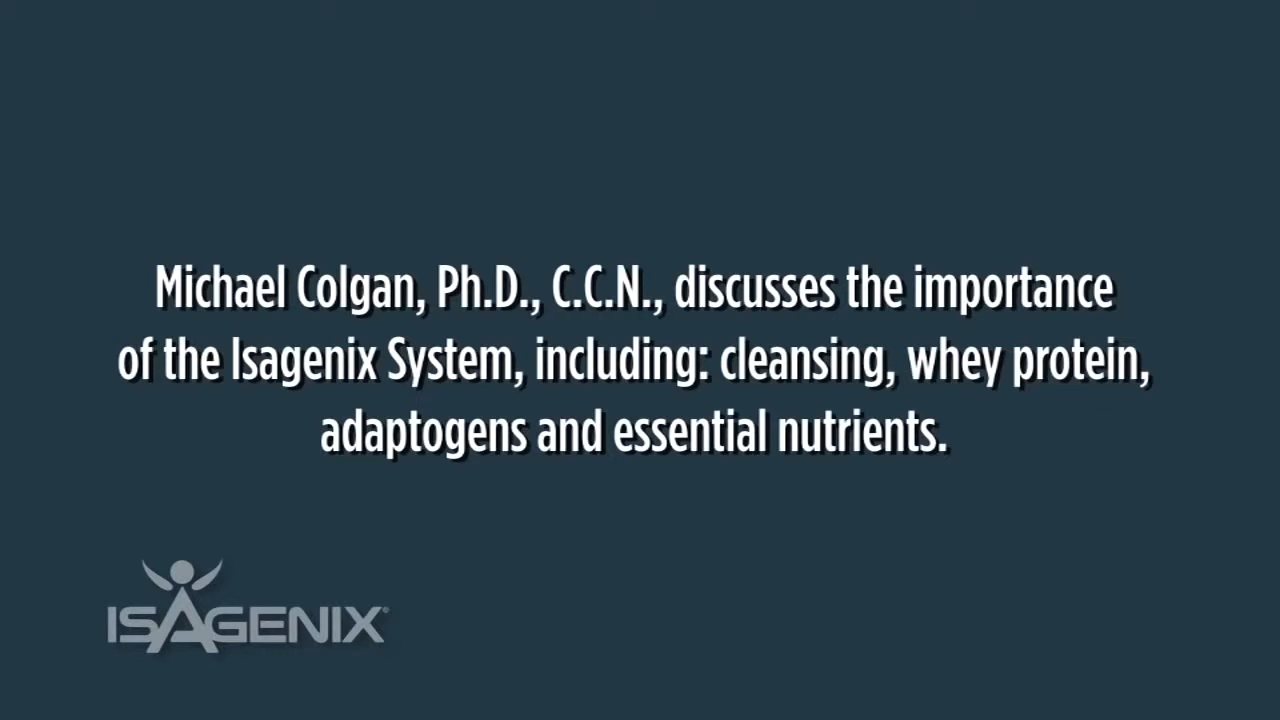 Michael Colgan, Ph.D., C.C.N., discusses the importance
of the Isagenix System, including: cleansing, whey protein,
adaptogens and essential nutrients.
ISAGENIX®